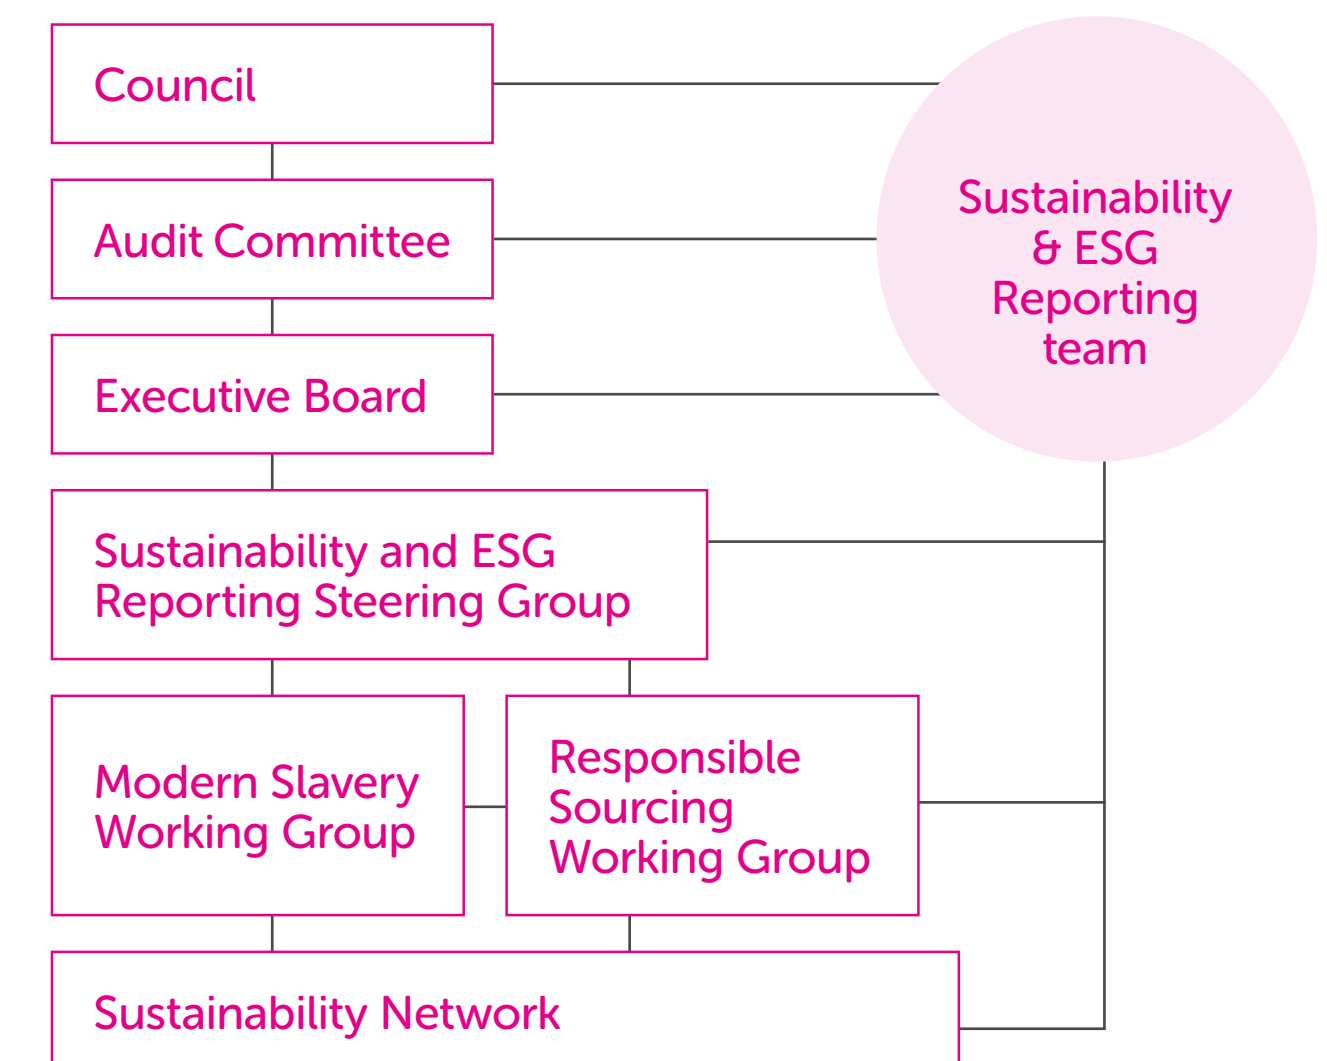 Council
Audit Committee
Executive Board
Sustainability
& ESG
Reporting
team
Sustainability and ESG
Reporting Steering Group
Modern Slavery
Working Group
Responsible
Sourcing
Working Group
Sustainability Network